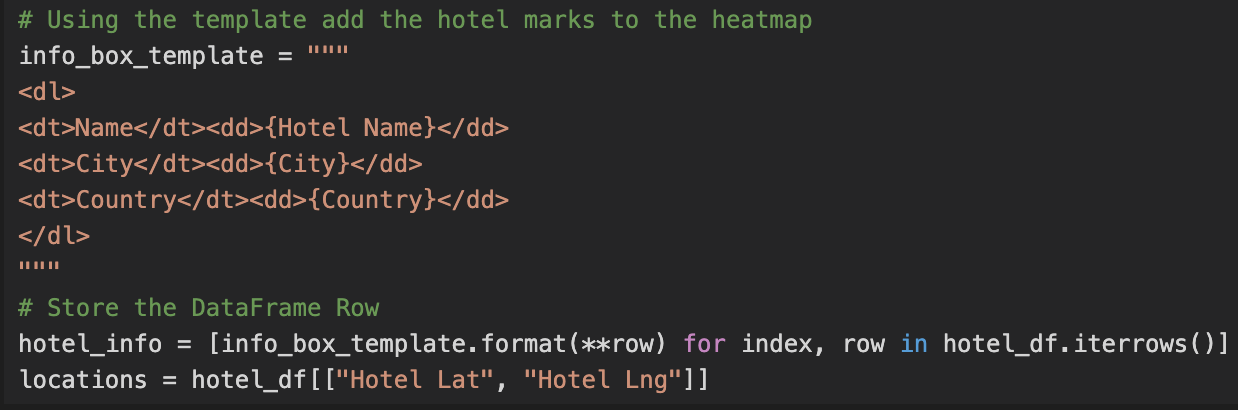 # Using the template add the hotel marks to the heatmap
info_box_template = """
<dl>
<dt>Name</dt><dd>{Hotel Name}</dd>
<dt>City</dt><dd>{City}</dd>
<dt>Country</dt><dd>{Country}</dd>
</dl>
"""
# Store the DataFrame Row
hotel_info = [info_box_template.format(**row) for index, row in hotel_df.iterrows()]
locations = hotel_df[["Hotel Lat", "Hotel Lng"]]